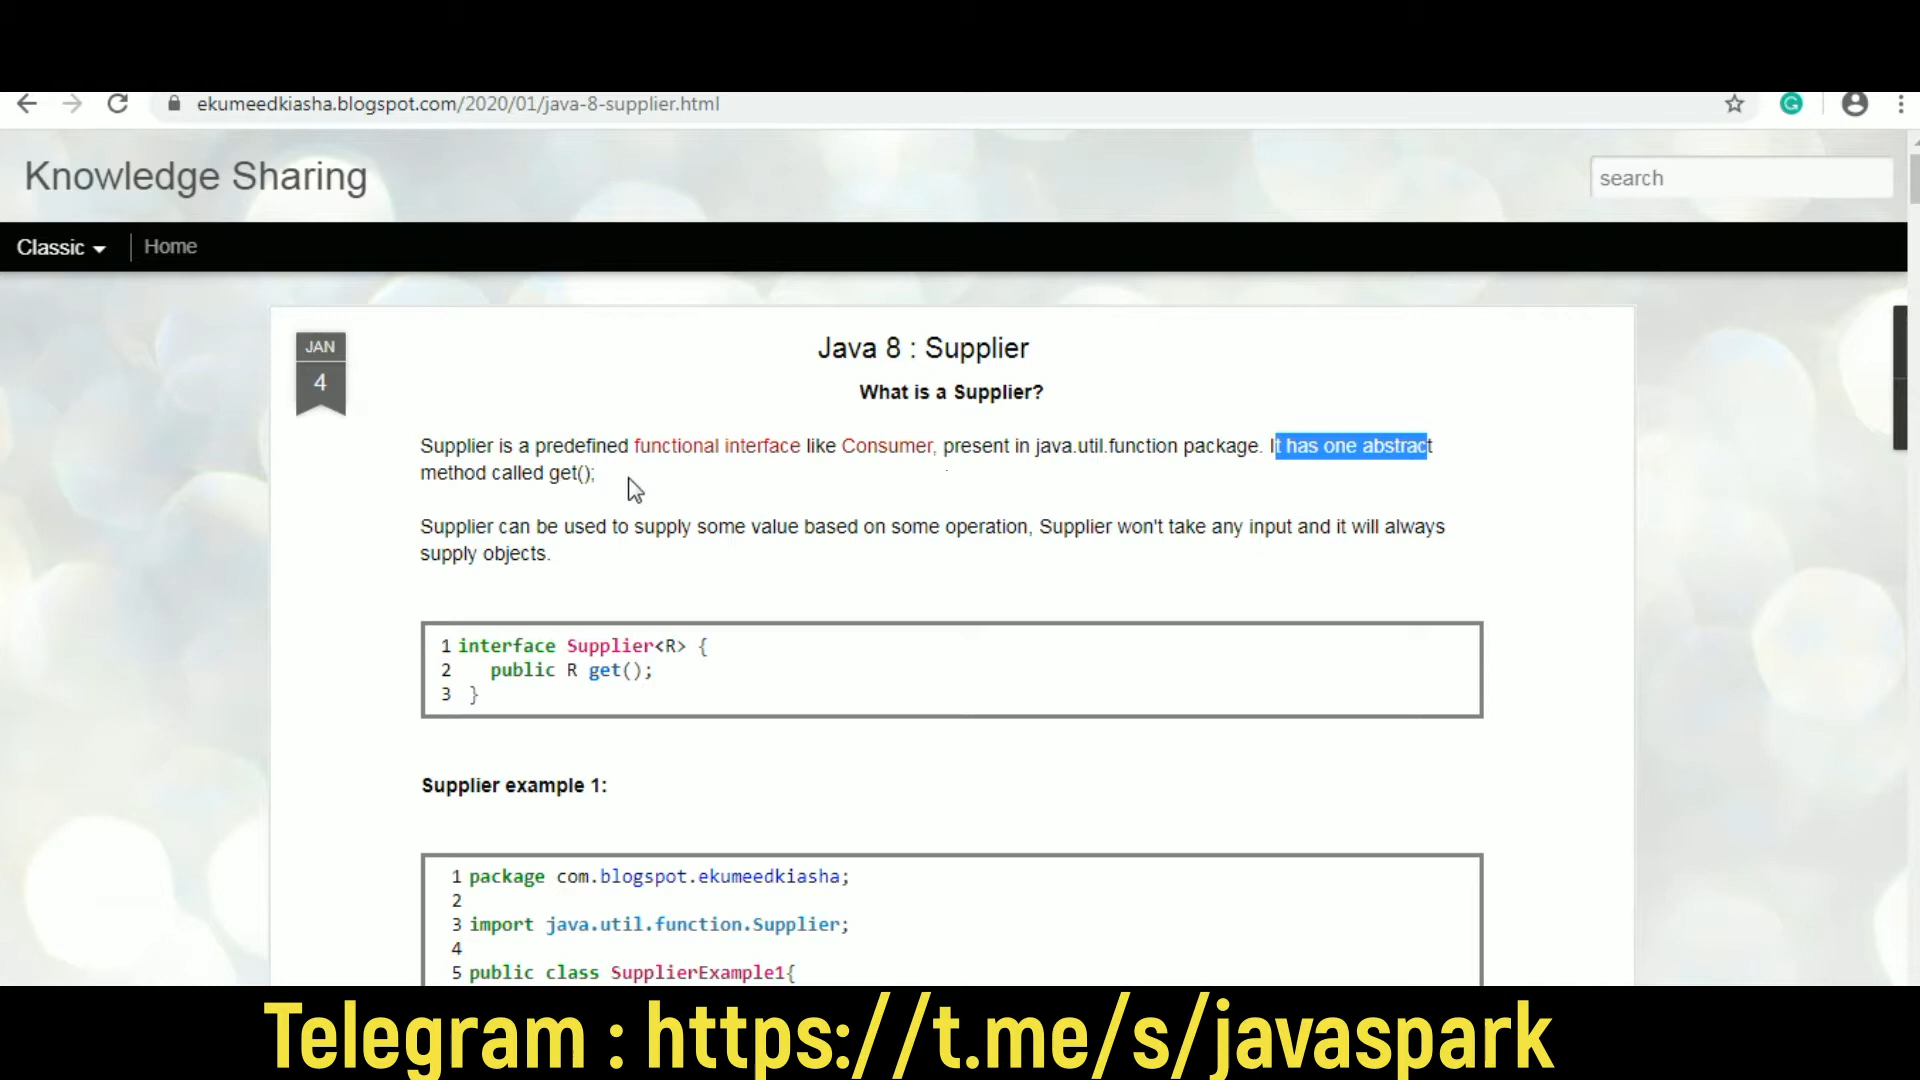 ekumeedkiasha.blogspot.com/2020/01/java-8-supplier.html
Knowledge Sharing
search
Classic
Home
JAN
4
Java 8 : Supplier
What is a Supplier?
Supplier is a predefined functional interface like Consumer, present in java.util.function package. It has one abstract
method called get();
Supplier can be used to supply some value based on some operation, Supplier won't take any input and it will always
supply objects.
1 interface Supplier<R> {
2 public R get();
3 }
Supplier example 1:
1 package com.blogspot.ekumeedkiasha;
2
3 import java.util.function.Supplier;
4
5 public class SupplierExample1{
Telegram : https://t.me/s/javaspark